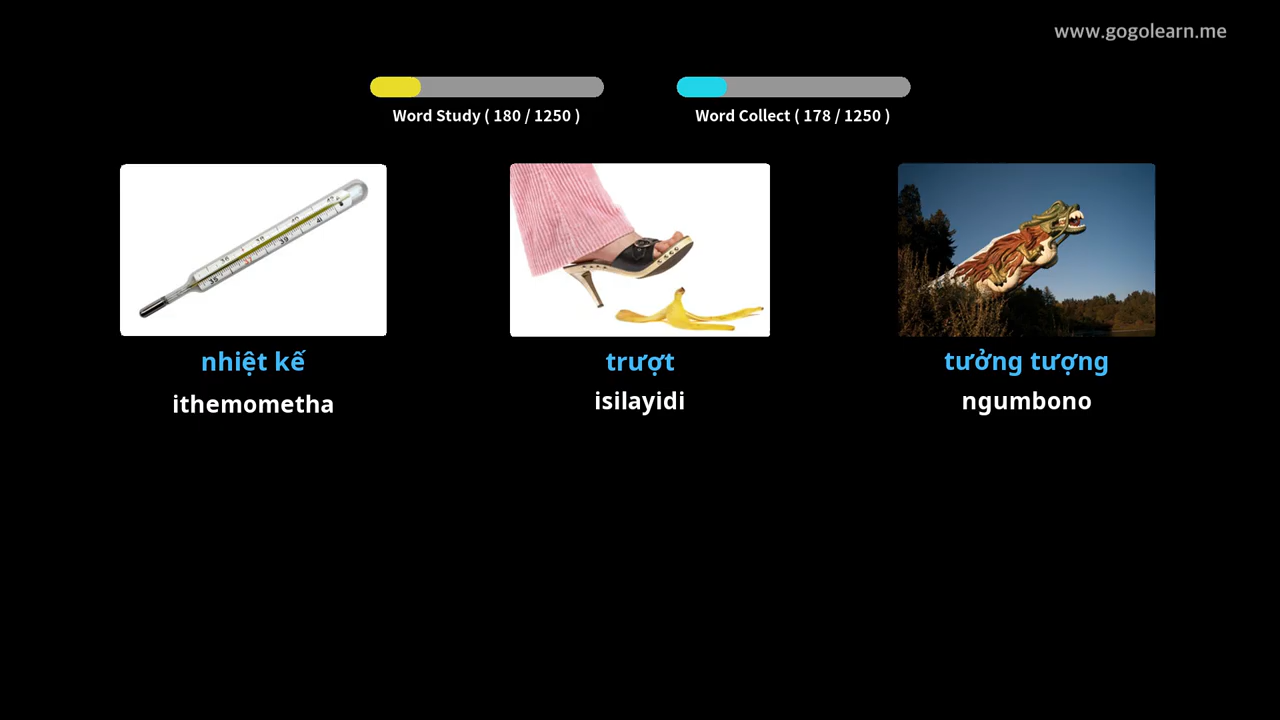 www.gogolearn.me
Word Study ( 180 / 1250 )
Word Collect ( 178 / 1250 )
nhiệt kế
trượt
tưởng tượng
ithemometha
isilayidi
ngumbono